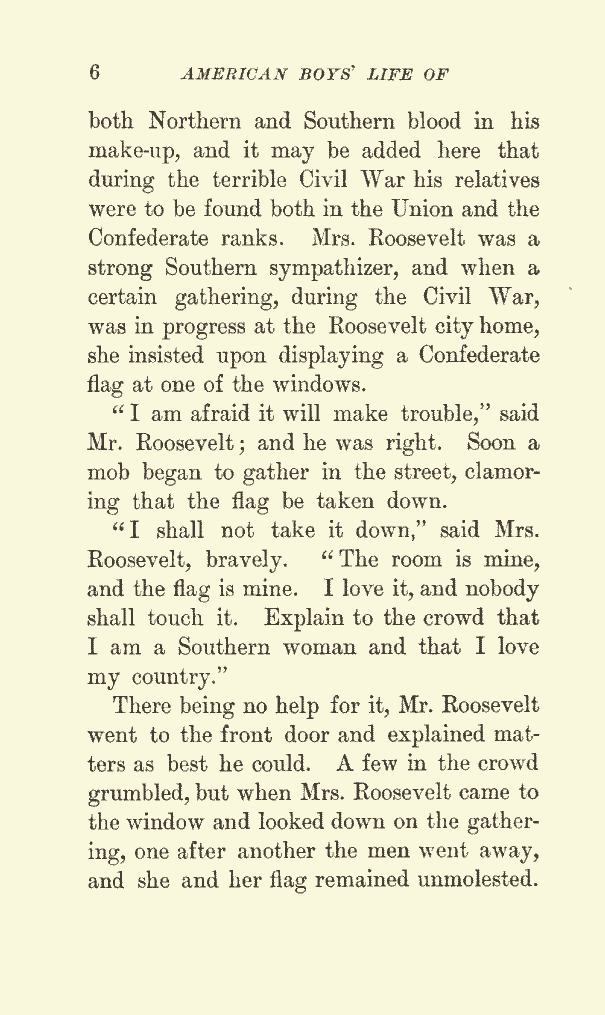 6 AMERICAN BOYS' LIFE OF
both Northern and Southern blood in his
make-up, and it may be added here that
during the terrible Civil War his relatives
were to be found both in the Union and the
Confederate ranks. Mrs. Roosevelt was a
strong Southern sympathizer, and when a
certain gathering, during the Civil War,
was in progress at the Roosevelt city home,
she insisted upon displaying a Confederate
flag at one of the windows.
"I am afraid it will make trouble," said
Mr. Roosevelt; and he was right. Soon a
mob began to gather in the street, clamor-
ing that the flag be taken down.
"I shall not take it down," said Mrs.
Roosevelt, bravely. "The room is mine,
and the flag is mine. I love it, and nobody
shall touch it. Explain to the crowd that
I am a Southern woman and that I love
my country."
There being no help for it, Mr. Roosevelt
went to the front door and explained mat-
ters as best he could. A few in the crowd
grumbled, but when Mrs. Roosevelt came to
the window and looked down on the gather-
ing, one after another the men went away,
and she and her flag remained unmolested.